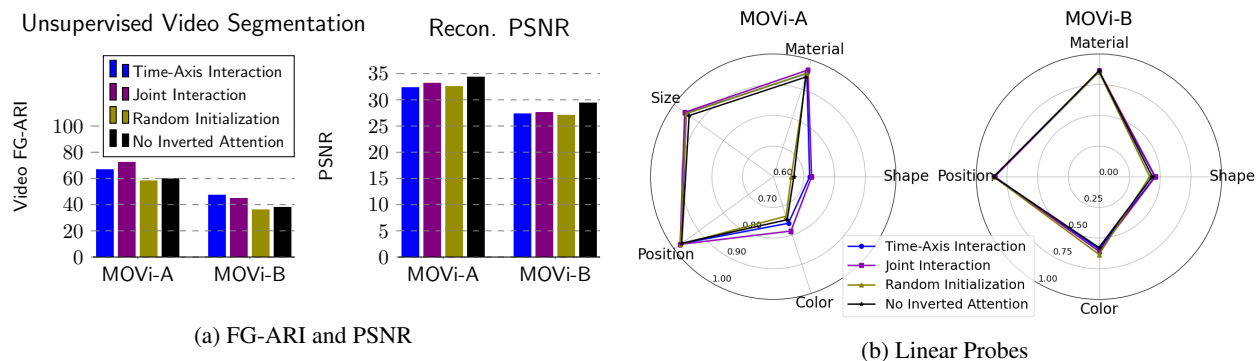 Unsupervised Video Segmentation
Time-Axis Interaction
Joint Interaction
Random Initialization
No Inverted Attention
Video FG-ARI
100
80
60
40
20
0
MOVi-A
MOVi-B
Recon. PSNR
PSNR
35
30
25
20
15
10
5
0
MOVi-A
MOVi-B
(a) FG-ARI and PSNR
MOVi-A
Material
Size
Shape
Position
Color
0.60
0.70
0.80
0.90
1.00
MOVi-B
Material
Position
Shape
Color
0.00
0.25
0.50
0.75
1.00
Time-Axis Interaction
Joint Interaction
Random Initialization
No Inverted Attention
(b) Linear Probes